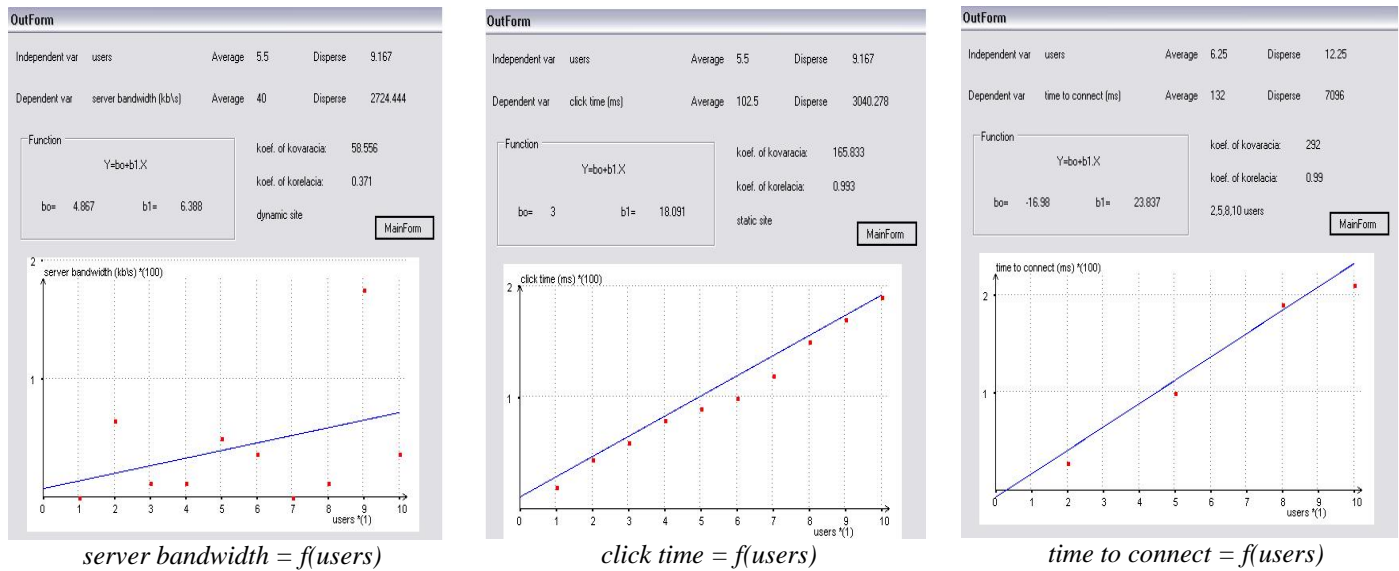 OutForm
Independent var users Average 5.5 Disperse 9.167
Dependent var server bandwidth (kb\s) Average 40 Disperse 2724.444
Function
Y=bo+b1.X
bo= 4.867 b1= 6.388
koef. of kovaracia: 58.556
koef. of korelacia: 0.371
dynamic site
MainForm
2
server bandwidth (kb\s) *(100)
1
0 1 2 3 4 5 6 7 8 9 10
users *(1)
server bandwidth = f(users)
OutForm
Independent var users Average 5.5 Disperse 9.167
Dependent var click time (ms) Average 102.5 Disperse 3040.278
Function
Y=bo+b1.X
bo= 3 b1= 18.091
koef. of kovaracia: 165.833
koef. of korelacia: 0.993
static site
MainForm
2
click time (ms) *(100)
1
0 1 2 3 4 5 6 7 8 9 10
users *(1)
click time = f(users)
OutForm
Independent var users Average 6.25 Disperse 12.25
Dependent var time to connect (ms) Average 132 Disperse 7096
Function
Y=bo+b1.X
bo= -16.98 b1= 23.837
koef. of kovaracia: 292
koef. of korelacia: 0.99
2,5,8,10 users
MainForm
time to connect (ms) *(100)
2
1
0 1 2 3 4 5 6 7 8 9 10
users *(1)
time to connect = f(users)